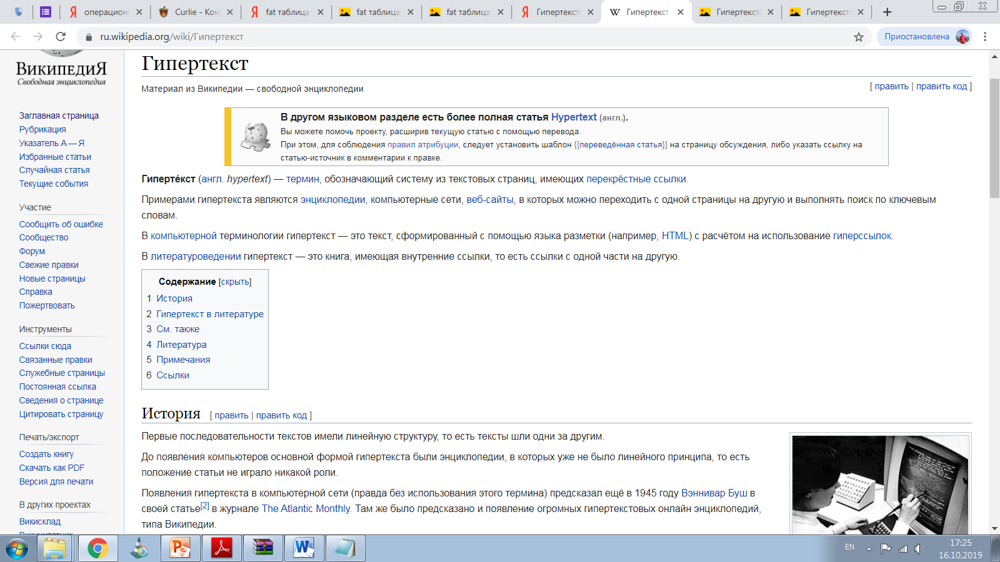 операцион
Curlie - Ком
fat таблица
fat таблица
fat таблица
Гипертекст
Гипертекст
Гипертекст
Гипертекст
ru.wikipedia.org/wiki/Гипертекст
Приостановлена
ВИКИПЕДИЯ
Свободная энциклопедия
Заглавная страница
Рубрикация
Указатель А — Я
Избранные статьи
Случайная статья
Текущие события
Участие
Сообщить об ошибке
Сообщество
Форум
Свежие правки
Новые страницы
Справка
Пожертвовать
Инструменты
Ссылки сюда
Связанные правки
Служебные страницы
Постоянная ссылка
Сведения о странице
Цитировать страницу
Печать/экспорт
Создать книгу
Скачать как PDF
Версия для печати
В других проектах
Викисклад
Гипертекст
Материал из Википедии — свободной энциклопедии
[ править | править код ]
В другом языковом разделе есть более полная статья Hypertext (англ.).
Вы можете помочь проекту, расширив текущую статью с помощью перевода.
При этом, для соблюдения правил атрибуции, следует установить шаблон {{переведённая статья}} на страницу обсуждения, либо указать ссылку на
статью-источник в комментарии к правке.
Гиперте́кст (англ. hypertext) — термин, обозначающий систему из текстовых страниц, имеющих перекрёстные ссылки.
Примерами гипертекста являются энциклопедии, компьютерные сети, веб-сайты, в которых можно переходить с одной страницы на другую и выполнять поиск по ключевым
словам.
В компьютерной терминологии гипертекст — это текст, сформированный с помощью языка разметки (например, HTML) с расчётом на использование гиперссылок.
В литературоведении гипертекст — это книга, имеющая внутренние ссылки, то есть ссылки с одной части на другую.
Содержание [скрыть]
1 История
2 Гипертекст в литературе
3 См. также
4 Литература
5 Примечания
6 Ссылки
История [ править | править код ]
Первые последовательности текстов имели линейную структуру, то есть тексты шли одни за другим.
До появления компьютеров основной формой гипертекста были энциклопедии, в которых уже не было линейного принципа, то есть
положение статьи не играло никакой роли.
Появления гипертекста в компьютерной сети (правда без использования этого термина) предсказал ещё в 1945 году Вэннивар Буш в
своей статье[2] в журнале The Atlantic Monthly. Там же было предсказано и появление огромных гипертекстовых онлайн энциклопедий,
типа Википедии.
EN
17:25
16.10.2019